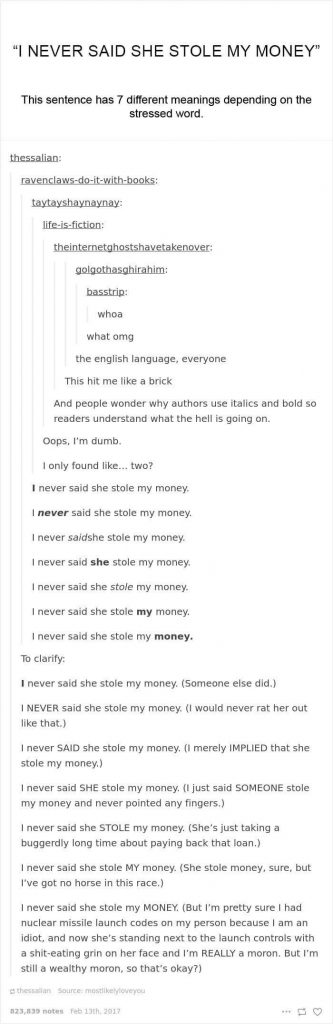 “I NEVER SAID SHE STOLE MY MONEY”
This sentence has 7 different meanings depending on the
stressed word.
thessalian:
ravenclaws-do-it-with-books:
taytayshaynaynay:
life-is-fiction:
theinternetghostshavetakenover:
golgothasghirahim:
basstrip:
whoa
what omg
the english language, everyone
This hit me like a brick
And people wonder why authors use italics and bold so
readers understand what the hell is going on.
Oops, I’m dumb.
I only found like... two?
I never said she stole my money.
I never said she stole my money.
I never saidshe stole my money.
I never said she stole my money.
I never said she stole my money.
I never said she stole my money.
I never said she stole my money.
To clarify:
I never said she stole my money. (Someone else did.)
I NEVER said she stole my money. (I would never rat her out
like that.)
I never SAID she stole my money. (I merely IMPLIED that she
stole my money.)
I never said SHE stole my money. (I just said SOMEONE stole
my money and never pointed any fingers.)
I never said she STOLE my money. (She’s just taking a
buggerdly long time about paying back that loan.)
I never said she stole MY money. (She stole money, sure, but
I’ve got no horse in this race.)
I never said she stole my MONEY. (But I’m pretty sure I had
nuclear missile launch codes on my person because I am an
idiot, and now she’s standing next to the launch controls with
a shit-eating grin on her face and I’m REALLY a moron. But I’m
still a wealthy moron, so that’s okay?)
thessalian Source: mostlikelyloveyou
823,839 notes Feb 13th, 2017